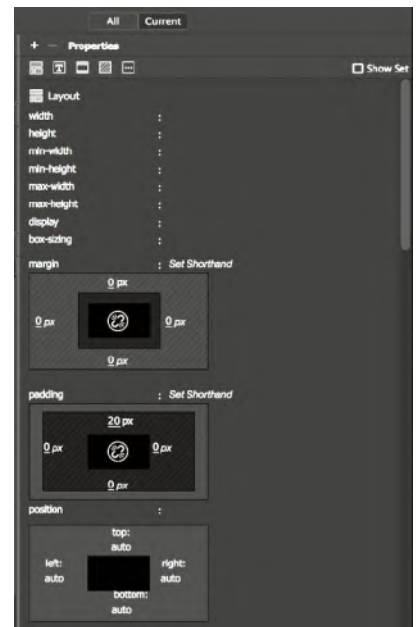 All Current
+ − Properties
T Show Set
Layout
width :
height :
min-width :
min-height :
max-width :
max-height :
display :
box-sizing :
margin : Set Shorthand
0 px
0 px 0 px
0 px
padding : Set Shorthand
20 px
0 px 0 px
0 px
position :
top:
auto
left: right:
auto auto
bottom:
auto